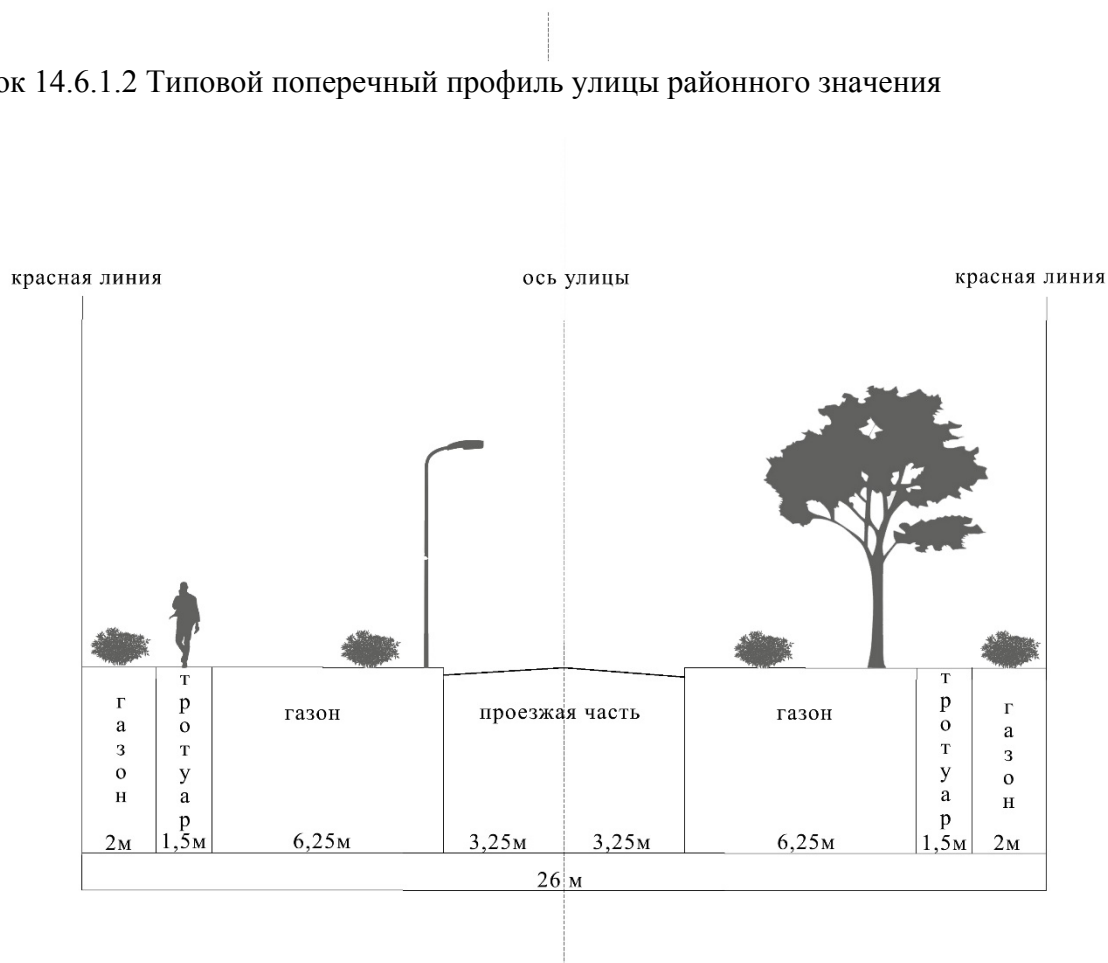 ок 14.6.1.2 Типовой поперечный профиль улицы районного значения
красная линия
ось улицы
красная линия
газон
тротуар
газон
проезжая часть
газон
тротуар
газон
2м
1,5м
6,25м
3,25м
3,25м
6,25м
1,5м
2м
26 м